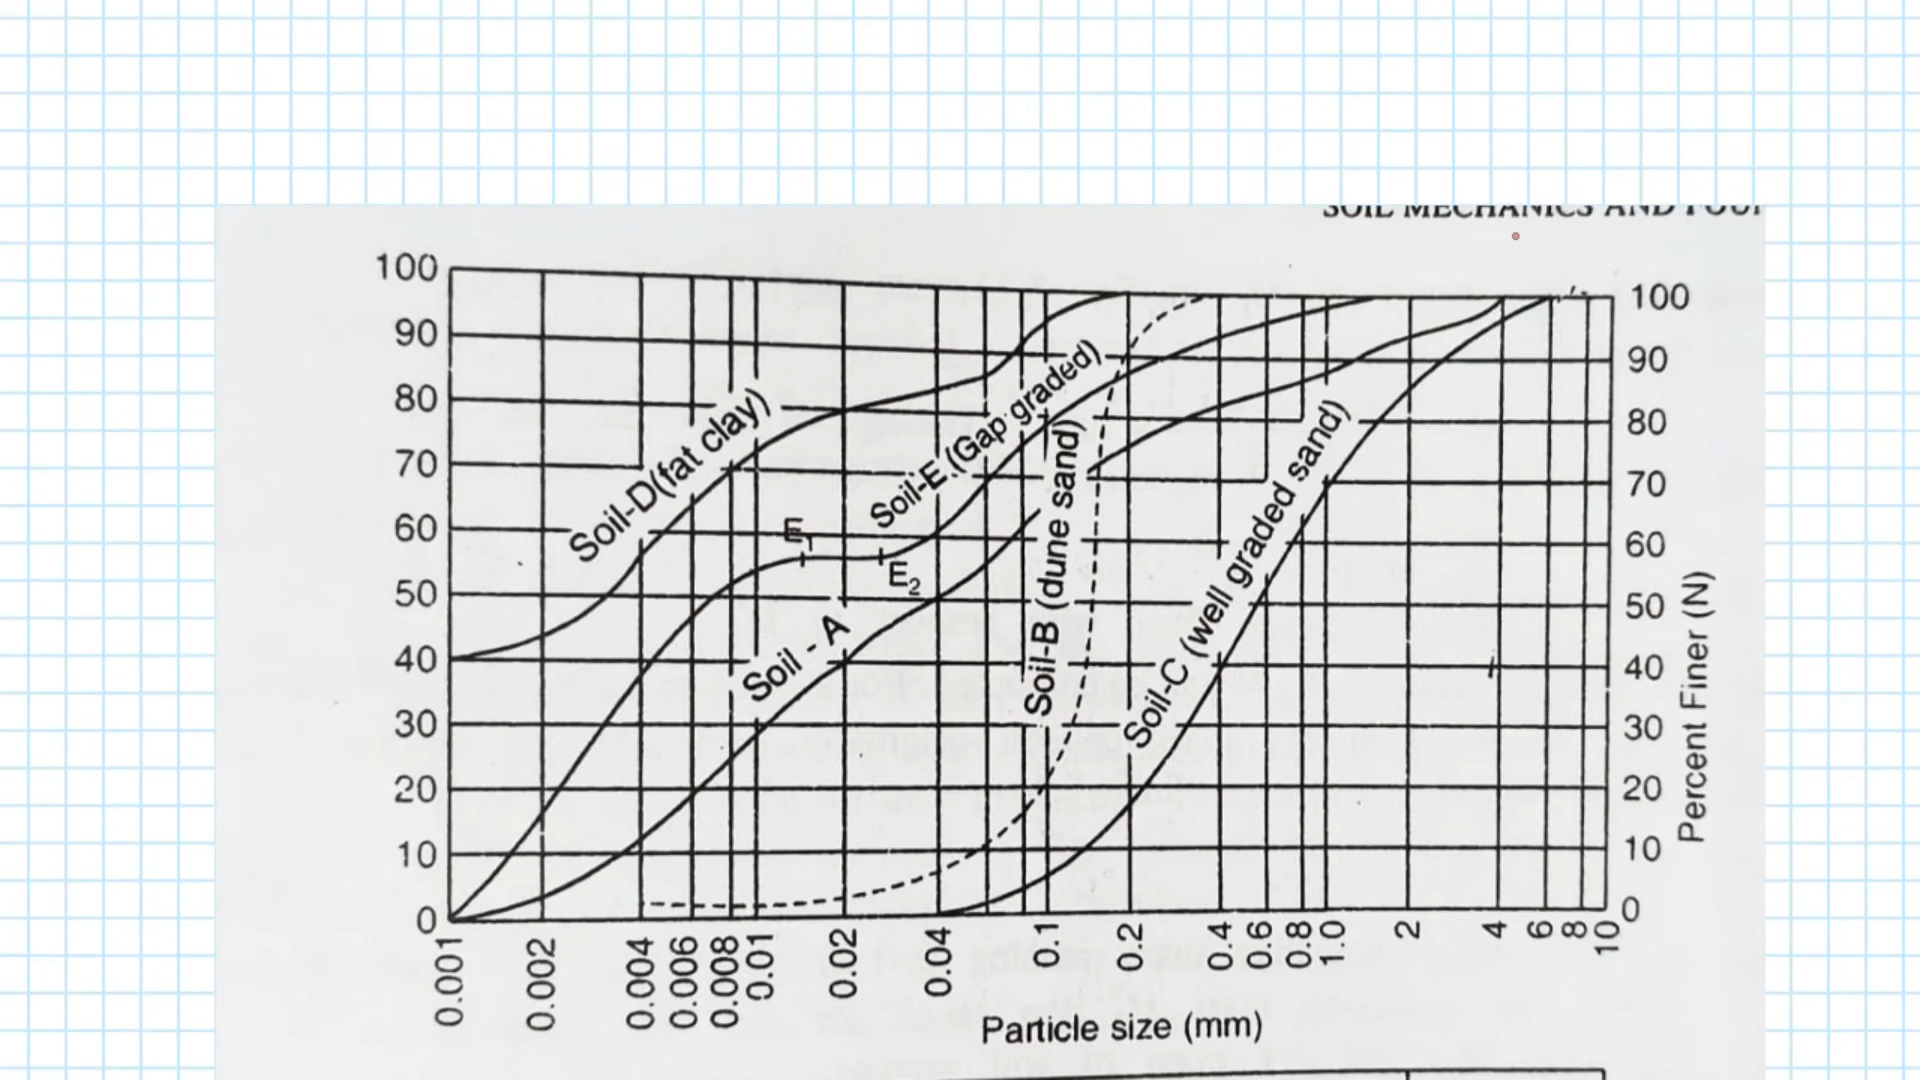 SOIL MECHANICS AND
100
90
80
70
60
50
40
30
20
10
0
100
90
80
70
60
50
40
30
20
10
0
Percent Finer (N)
Soil-D(fat clay)
Soil-E (Gap graded)
E1
E2
Soil - A
Soil-B (dune sand)
Soil-C (well graded sand)
0.001 0.002 0.004 0.006 0.008 0.01 0.02 0.04 0.1 0.2 0.4 0.6 0.8 1.0 2 4 6 8 10
Particle size (mm)